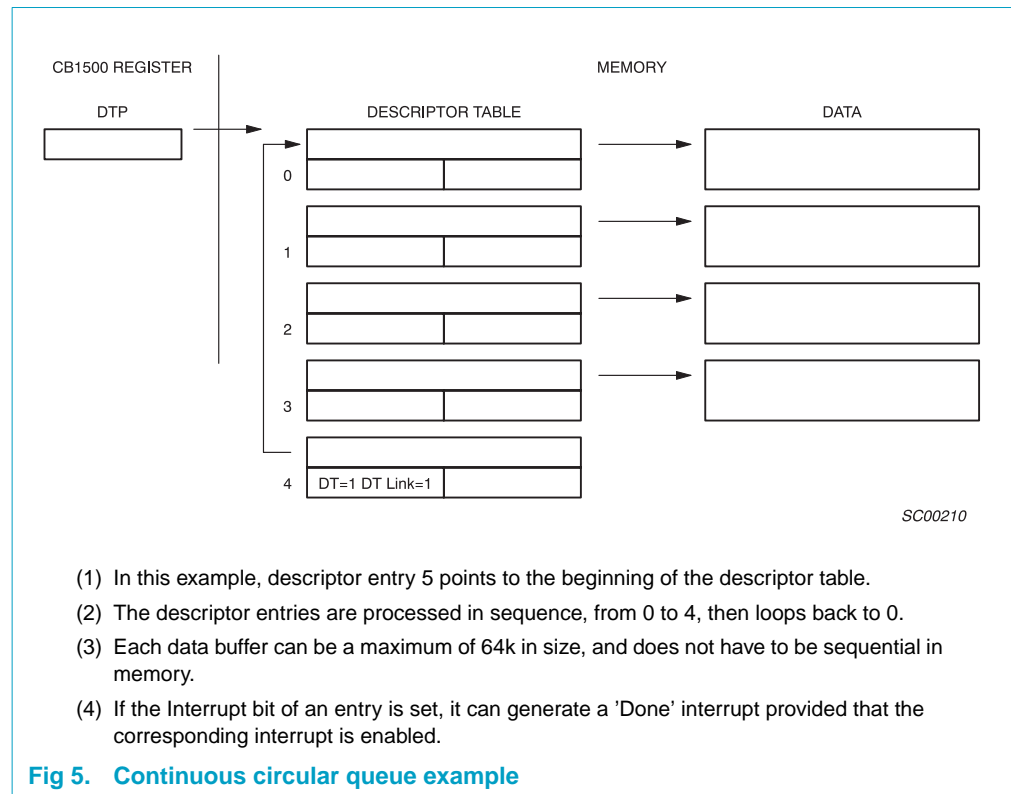 CB1500 REGISTER
MEMORY
DTP
DESCRIPTOR TABLE
DATA
0
1
2
3
4
DT=1 DT Link=1
SC00210
(1) In this example, descriptor entry 5 points to the beginning of the descriptor table.
(2) The descriptor entries are processed in sequence, from 0 to 4, then loops back to 0.
(3) Each data buffer can be a maximum of 64k in size, and does not have to be sequential in
memory.
(4) If the Interrupt bit of an entry is set, it can generate a 'Done' interrupt provided that the
corresponding interrupt is enabled.
Fig 5. Continuous circular queue example